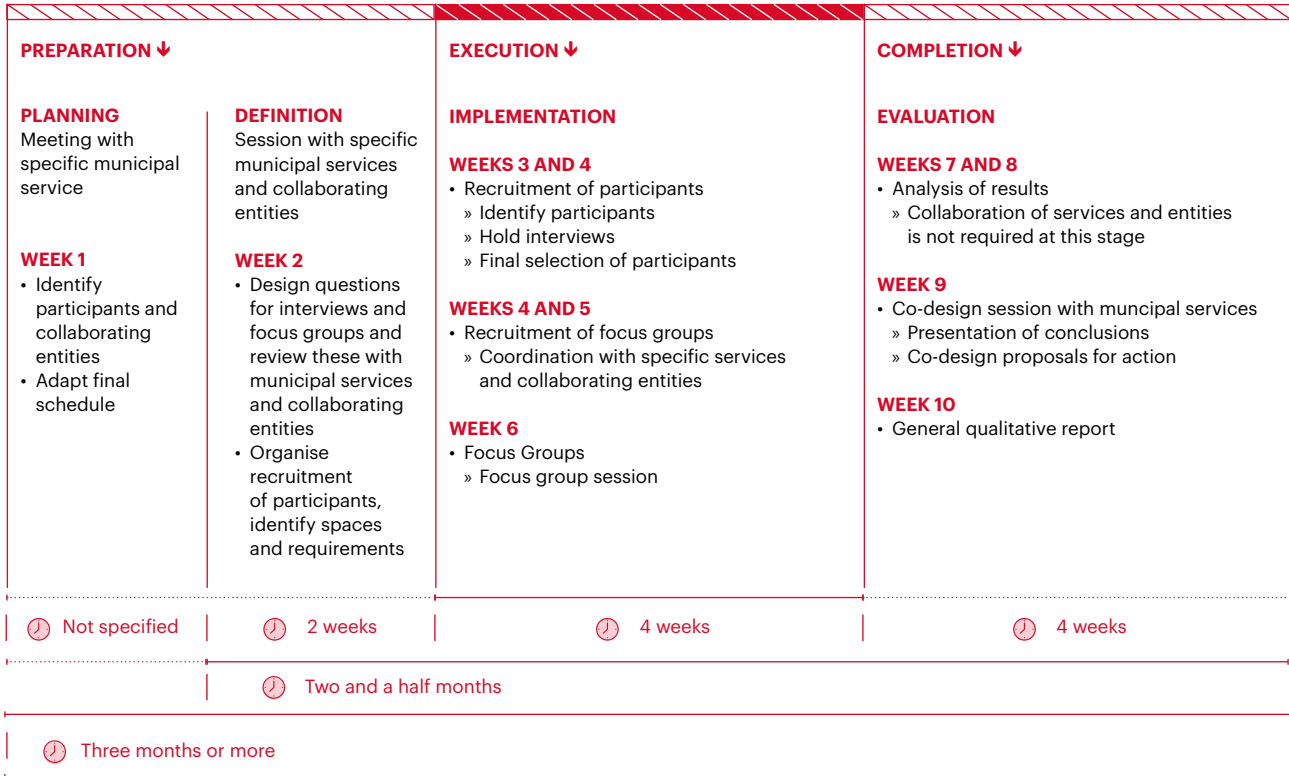 PREPARATION ↓
PLANNING
Meeting with
specific municipal
service
WEEK 1
• Identify
participants and
collaborating
entities
• Adapt final
schedule
DEFINITION
Session with specific
municipal services
and collaborating
entities
WEEK 2
• Design questions
for interviews and
focus groups and
review these with
municipal services
and collaborating
entities
• Organise
recruitment
of participants,
identify spaces
and requirements
EXECUTION ↓
IMPLEMENTATION
WEEKS 3 AND 4
• Recruitment of participants
» Identify participants
» Hold interviews
» Final selection of participants
WEEKS 4 AND 5
• Recruitment of focus groups
» Coordination with specific services
and collaborating entities
WEEK 6
• Focus Groups
» Focus group session
COMPLETION ↓
EVALUATION
WEEKS 7 AND 8
• Analysis of results
» Collaboration of services and entities
is not required at this stage
WEEK 9
• Co-design session with muncipal services
» Presentation of conclusions
» Co-design proposals for action
WEEK 10
• General qualitative report
Not specified
2 weeks
4 weeks
4 weeks
Two and a half months
Three months or more